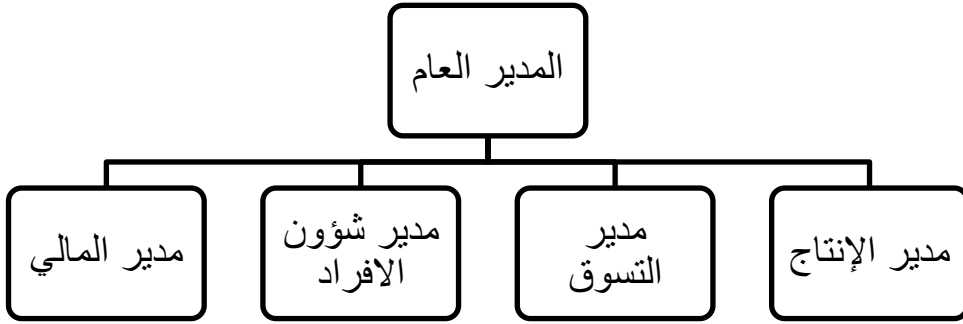 المدير العام
مدير الإنتاج
مدير
التسوق
مدير شؤون
الافراد
مدير المالي